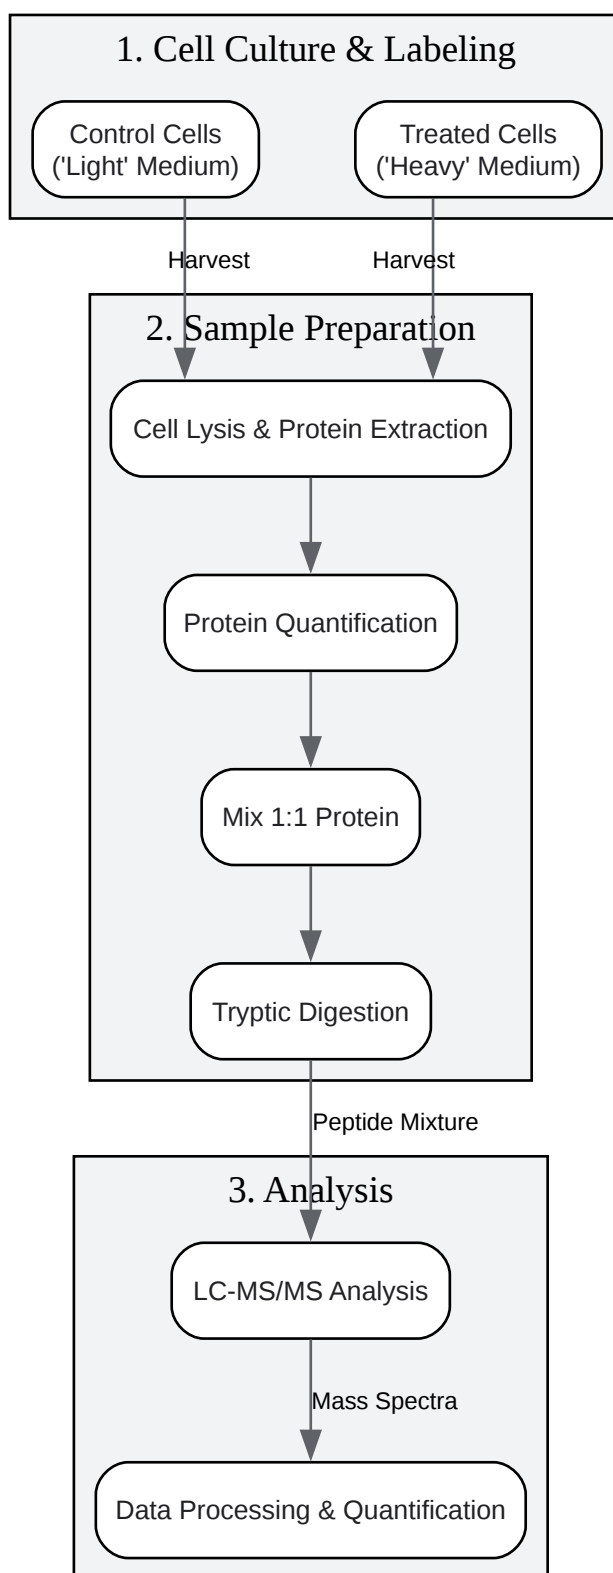 1. Cell Culture & Labeling
Control Cells
('Light' Medium)
Treated Cells
('Heavy' Medium)
Harvest
Harvest
2. Sample Preparation
Cell Lysis & Protein Extraction
Protein Quantification
Mix 1:1 Protein
Tryptic Digestion
Peptide Mixture
3. Analysis
LC-MS/MS Analysis
Mass Spectra
Data Processing & Quantification